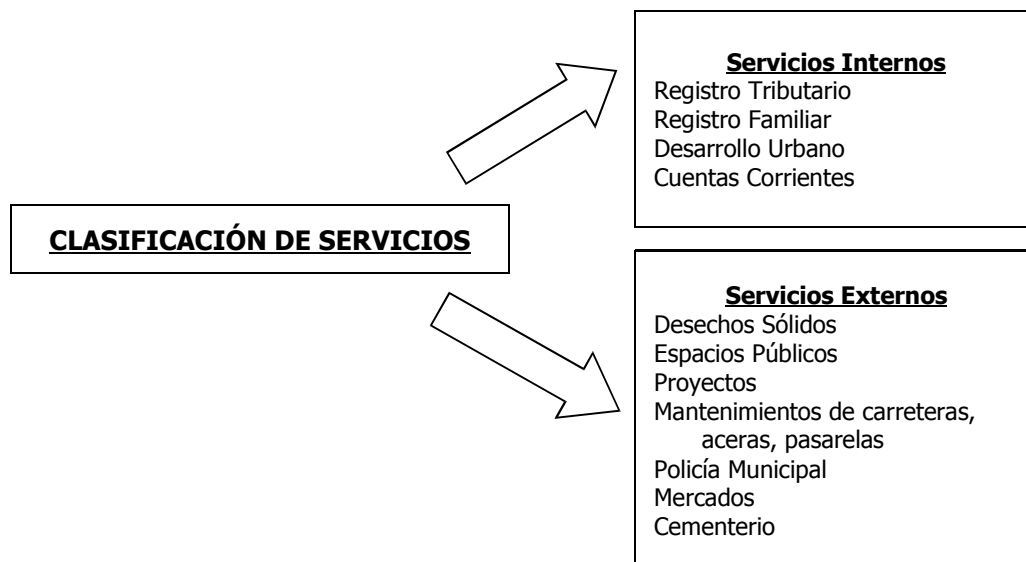 CLASIFICACIÓN DE SERVICIOS
Servicios Internos
Registro Tributario
Registro Familiar
Desarrollo Urbano
Cuentas Corrientes
Servicios Externos
Desechos Sólidos
Espacios Públicos
Proyectos
Mantenimientos de carreteras,
aceras, pasarelas
Policía Municipal
Mercados
Cementerio